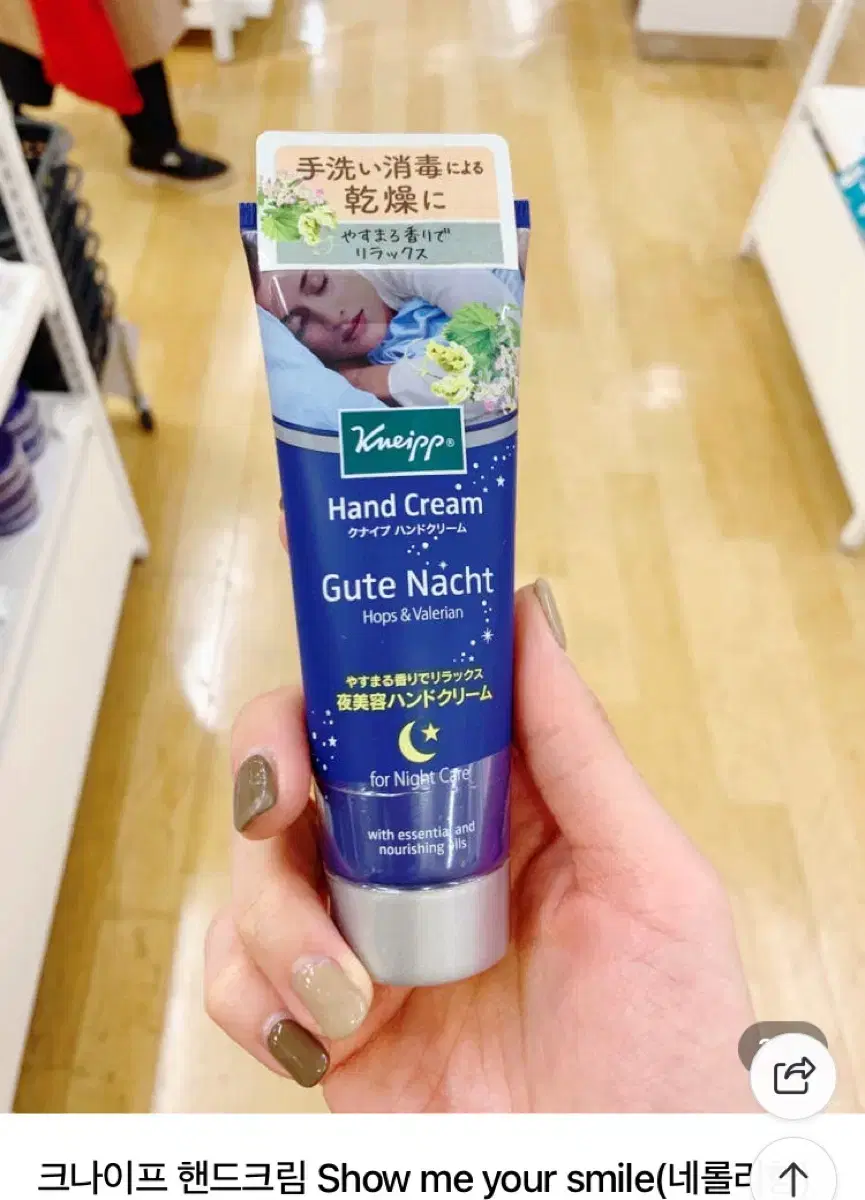 手洗い消毒による
乾燥に
やすまる香りで
リラックス
Kneipp®
Hand Cream
クナイプ ハンドクリーム
Gute Nacht
Hops & Valerian
やすまる香りでリラックス
夜美容ハンドクリーム
for Night Care
with essential and
nourishing oils
크나이프 핸드크림 Show me your smile(네롤리